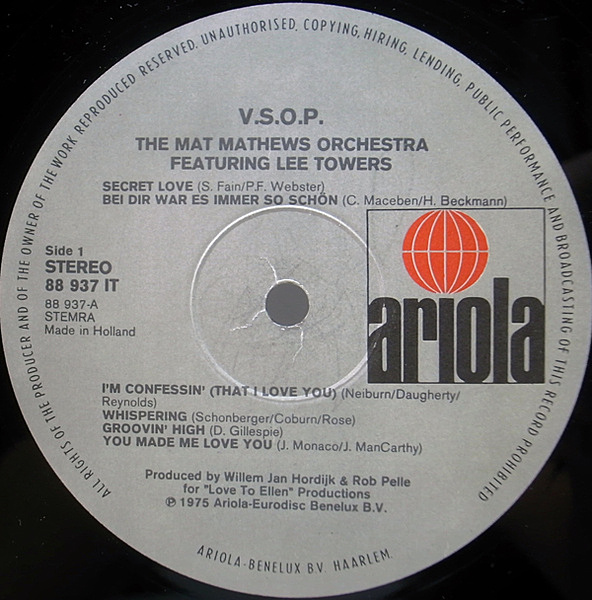 ALL RIGHTS OF THE PRODUCER AND OF THE OWNER OF THE WORK REPRODUCED RESERVED. UNAUTHORISED, COPYING, HIRING, LENDING, PUBLIC PERFORMANCE AND BROADCASTING OF THIS RECORD PROHIBITED
V.S.O.P.
THE MAT MATHEWS ORCHESTRA
FEATURING LEE TOWERS
SECRET LOVE (S. Fain/P.F. Webster)
BEI DIR WAR ES IMMER SO SCHÖN (C. Maceben/H. Beckmann)
Side 1
STEREO
88 937 IT
88 937-A
STEMRA
Made in Holland
ariola
I'M CONFESSIN' (THAT I LOVE YOU) (Neiburn/Daugherty/
Reynolds)
WHISPERING (Schonberger/Coburn/Rose)
GROOVIN' HIGH (D. Gillespie)
YOU MADE ME LOVE YOU (J. Monaco/J. ManCarthy)
Produced by Willem Jan Hordijk & Rob Pelle
for "Love To Ellen" Productions
℗ 1975 Ariola-Eurodisc Benelux B.V.
ARIOLA-BENELUX B.V. HAARLEM.